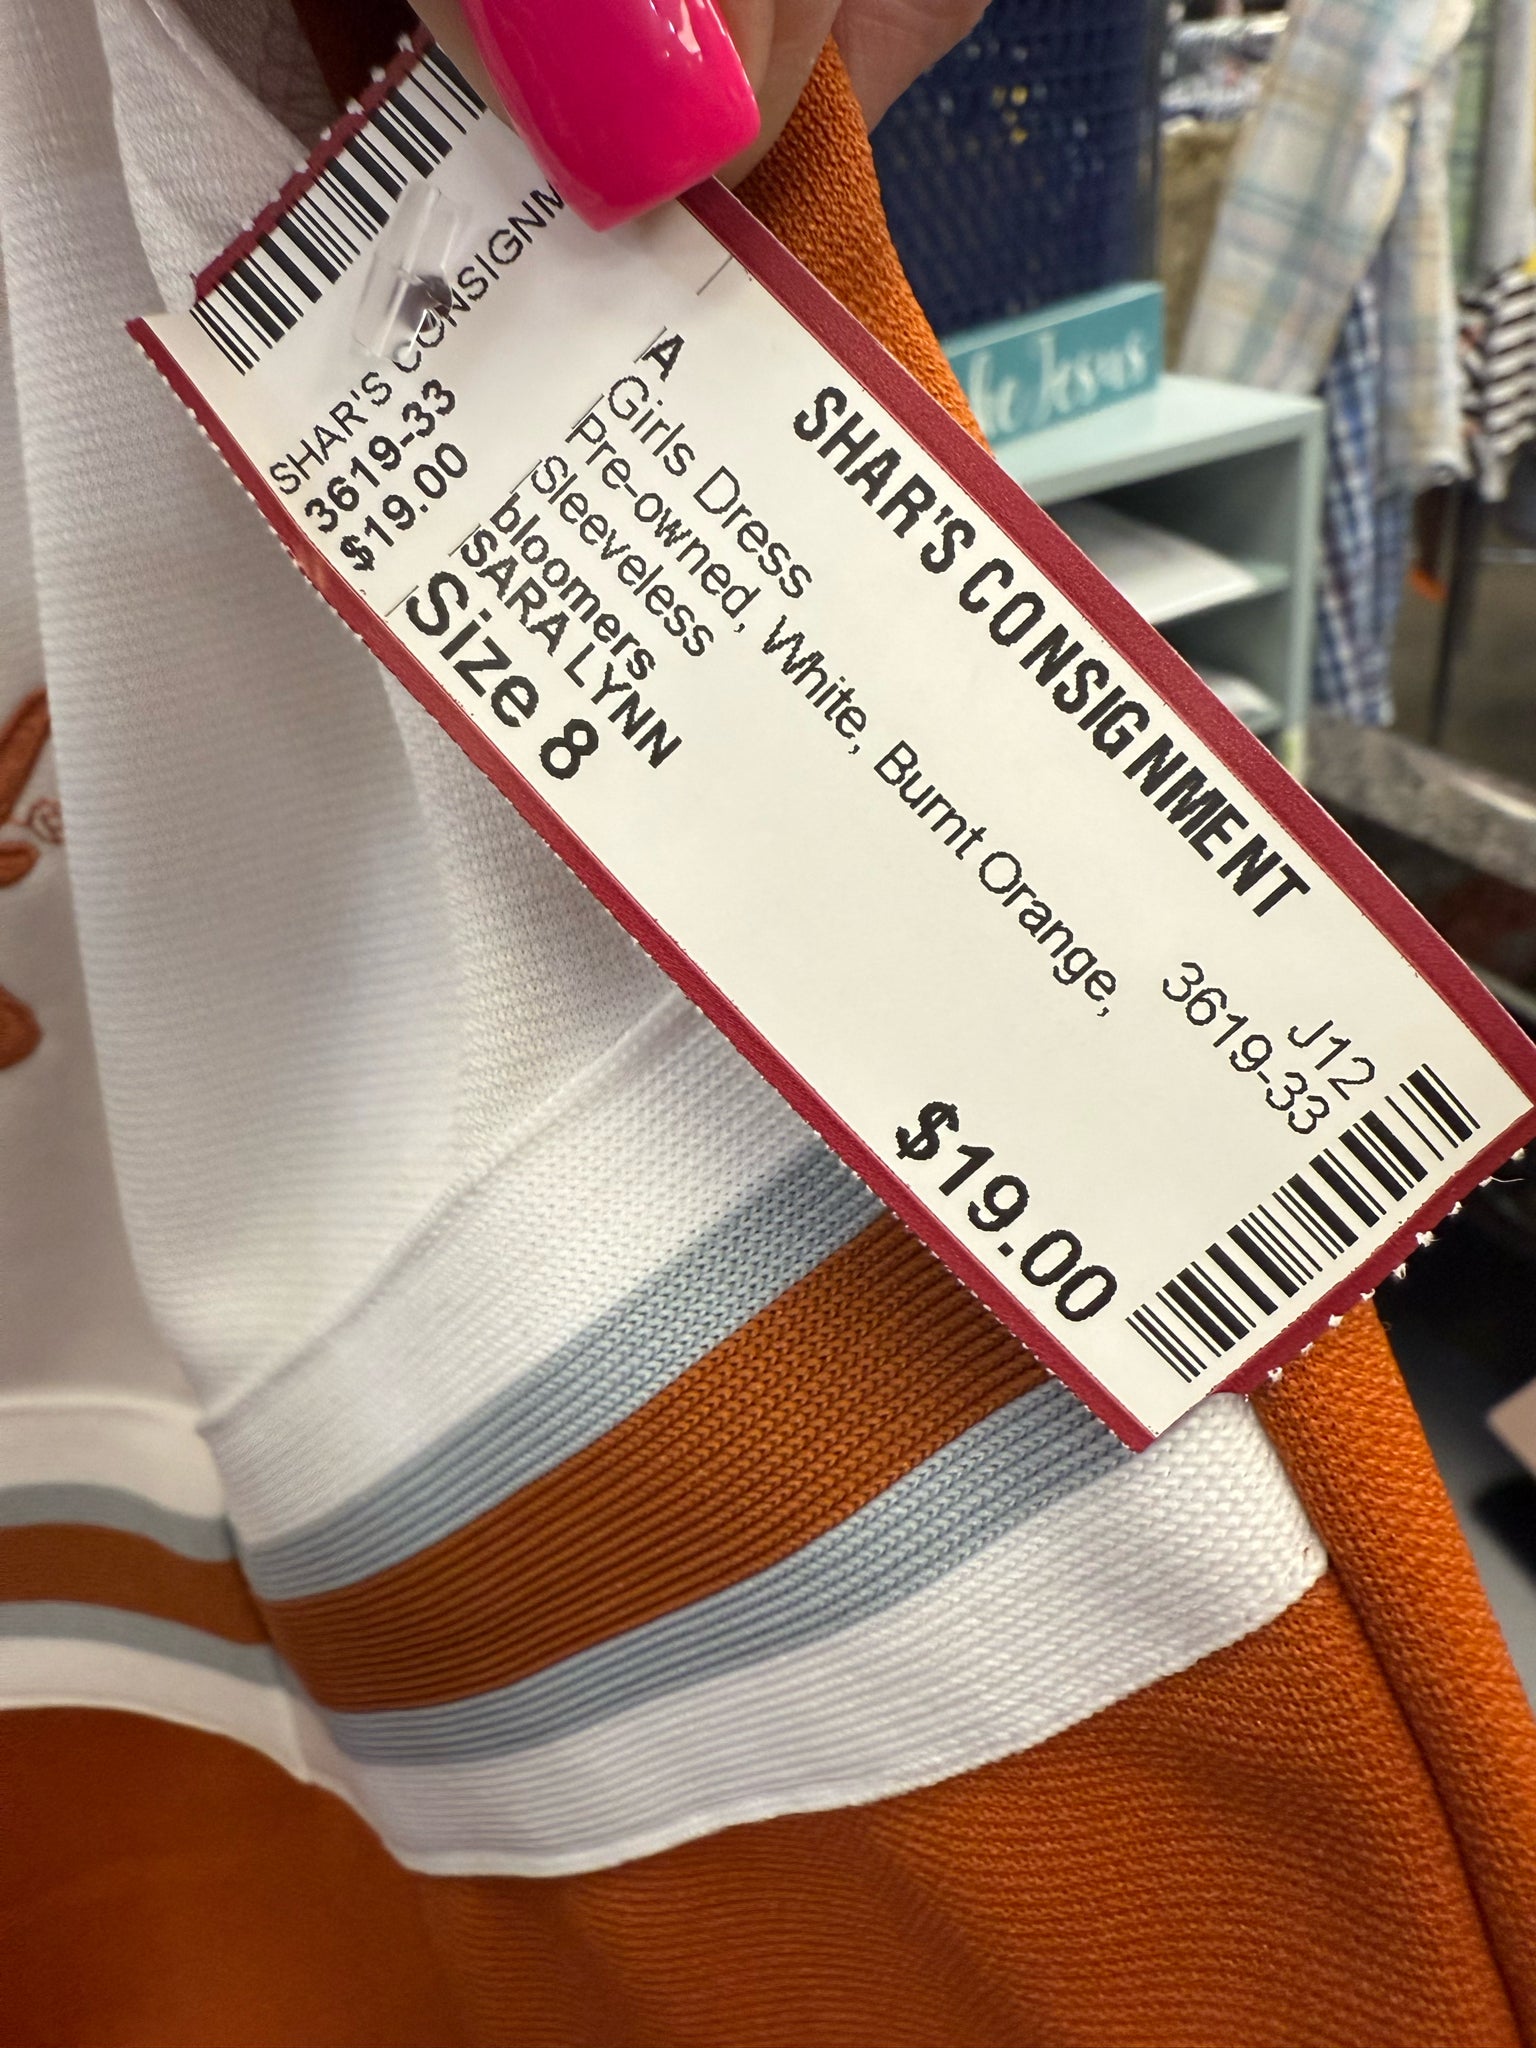 SHAR'S CONSIGNMENT
J12
3619-33
A
Girls Dress
Pre-owned, White, Burnt Orange,
Sleeveless
bloomers
SARA LYNN
Size 8
$19.00
SHAR'S CONSIGNM
3619-33
$19.00
Jesus
®